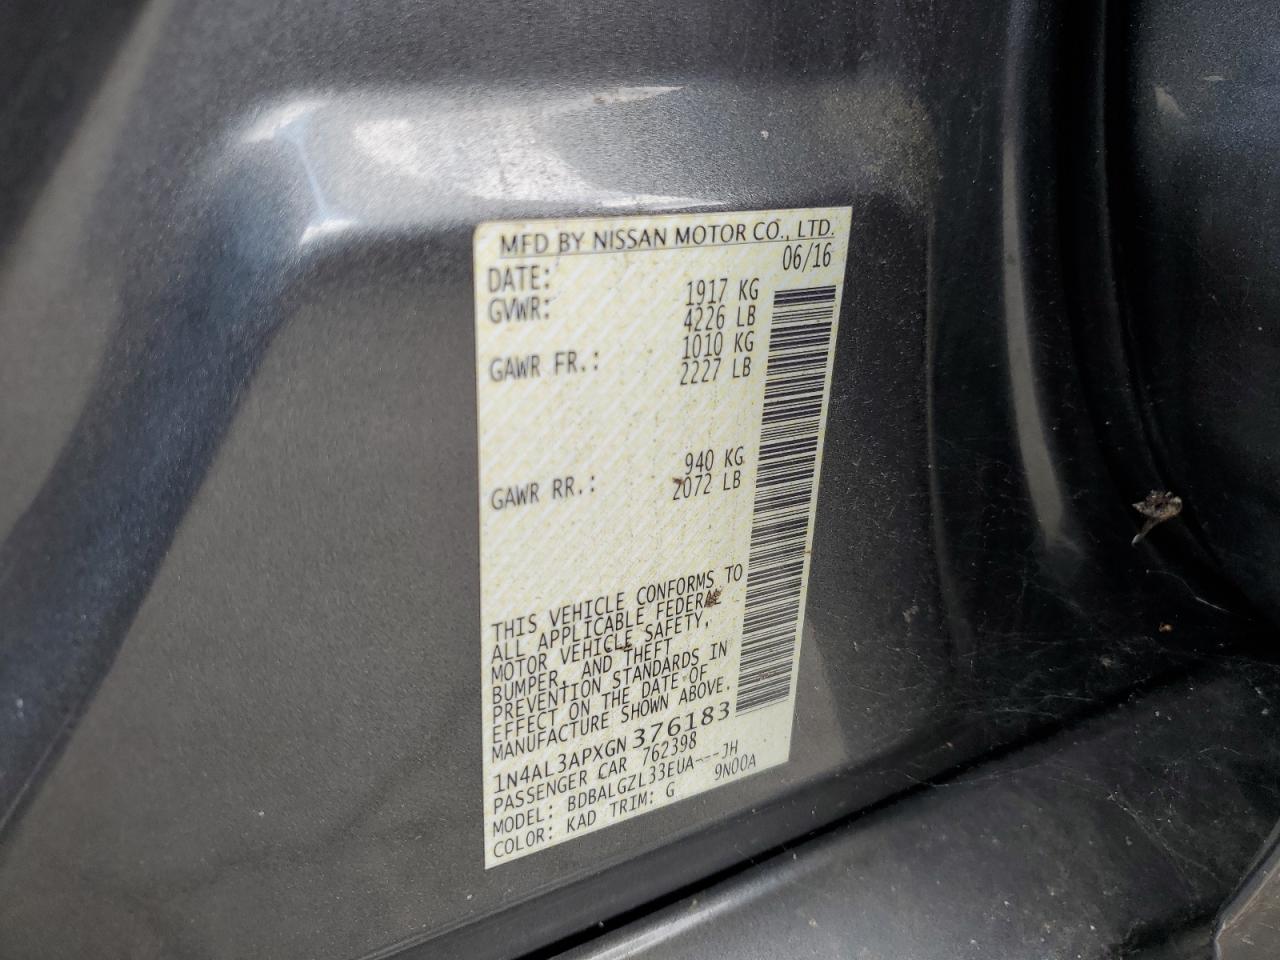 MFD BY NISSAN MOTOR CO., LTD.
DATE: 06/16
GVWR: 1917 KG
4226 LB
GAWR FR.: 1010 KG
2227 LB
GAWR RR.: 940 KG
2072 LB
THIS VEHICLE CONFORMS TO
ALL APPLICABLE FEDERAL
MOTOR VEHICLE SAFETY,
BUMPER, AND THEFT
PREVENTION STANDARDS IN
EFFECT ON THE DATE OF
MANUFACTURE SHOWN ABOVE.
1N4AL3APXGN376183
PASSENGER CAR 762398
MODEL: BDBALGZL33EUA---JH
COLOR: KAD TRIM: G 9N00A